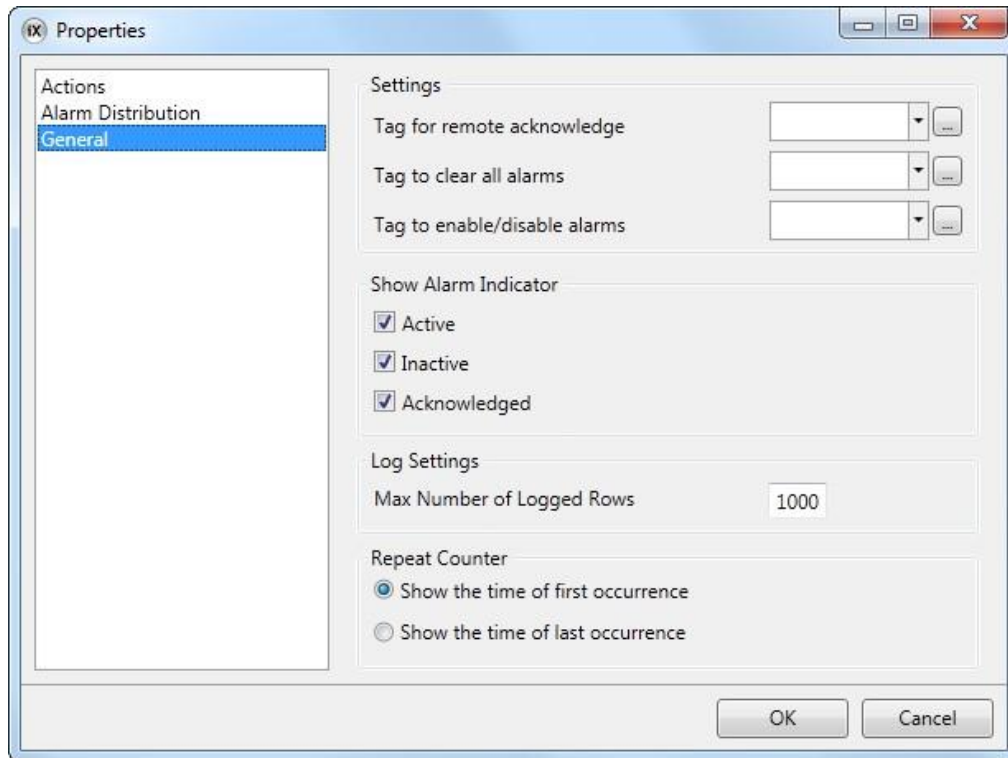 iX Properties
Actions
Alarm Distribution
General
Settings
Tag for remote acknowledge
...
Tag to clear all alarms
...
Tag to enable/disable alarms
...
Show Alarm Indicator
Active
Inactive
Acknowledged
Log Settings
Max Number of Logged Rows 1000
Repeat Counter
Show the time of first occurrence
Show the time of last occurrence
OK Cancel